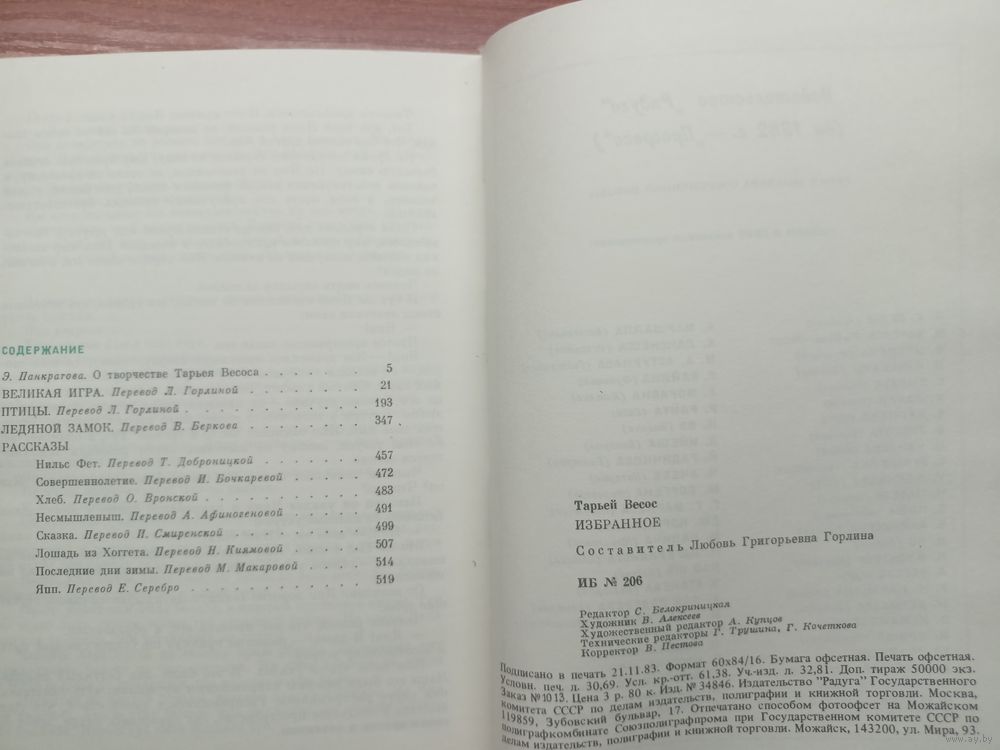 СОДЕРЖАНИЕ
Э. Панкратова. О творчестве Тарьея Весоса . . . . . 5
ВЕЛИКАЯ ИГРА. Перевод Л. Горлиной . . . . . . . 21
ПТИЦЫ. Перевод Л. Горлиной . . . . . . . . . . 193
ЛЕДЯНОЙ ЗАМОК. Перевод В. Беркова . . . . . . . 347
РАССКАЗЫ
Нильс Фет. Перевод Т. Доброницкой . . . . . . . 457
Совершеннолетие. Перевод И. Бочкаревой . . . . . 472
Хлеб. Перевод О. Вронской . . . . . . . . . . 483
Несмышленыш. Перевод А. Афиногеновой . . . . . 491
Сказка. Перевод И. Смиренской . . . . . . . . 499
Лошадь из Хоггета. Перевод Н. Киямовой . . . . . 507
Последние дни зимы. Перевод М. Макаровой . . . . 514
Япп. Перевод Е. Серебро . . . . . . . . . . . 519
Тарьей Весос
ИЗБРАННОЕ
Составитель Любовь Григорьевна Горлина
ИБ № 206
Редактор С. Белокриницкая
Художник В. Алексеев
Художественный редактор А. Купцов
Технические редакторы Г. Трушина, Г. Кочеткова
Корректор В. Пестова
Подписано в печать 21.11.83. Формат 60х84/16. Бумага офсетная. Печать офсетная.
Условн. печ. л. 30,69. Усл. кр.-отт. 61,38. Уч.-изд. л. 32,81. Доп. тираж 50000 экз.
Заказ № 1013. Цена 3 р. 80 к. Изд. № 34846. Издательство "Радуга" Государственного
комитета СССР по делам издательств, полиграфии и книжной торговли. Москва,
119859, Зубовский бульвар, 17. Отпечатано способом фотоофсет на Можайском
полиграфкомбинате Союзполиграфпрома при Государственном комитете СССР по
делам издательств, полиграфии и книжной торговли. Можайск, 143200, ул. Мира, 93.
www.ay.by